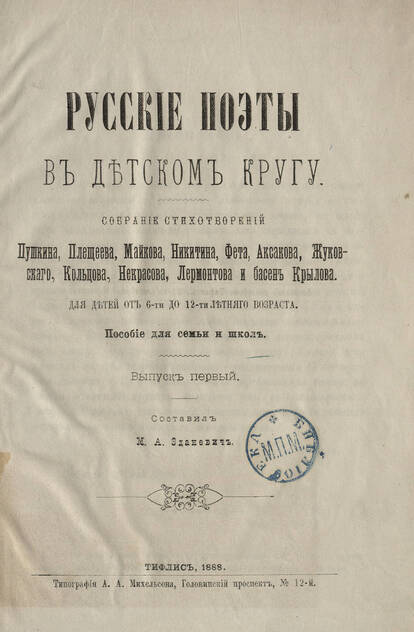 РУССКІЕ ПОЭТЫ
ВЪ ДѢТСКОМЪ КРУГУ.
СОБРАНІЕ СТИХОТВОРЕНІЙ
Пушкина, Плещеева, Майкова, Никитина, Фета, Аксакова, Жуков-
скаго, Кольцова, Некрасова, Лермонтова и басенъ Крылова.
ДЛЯ ДѢТЕЙ ОТЪ 6-ти ДО 12-ти ЛѢТНЯГО ВОЗРАСТА.
Пособіе для семьи и школъ.
Выпускъ первый.
Составилъ
М. А. Зданевичъ.
БИБЛІОТЕКА
М.П.М.
ТИФЛИСЪ, 1888.
Типографія А. А. Михельсона, Головинскій проспектъ, № 12-й.